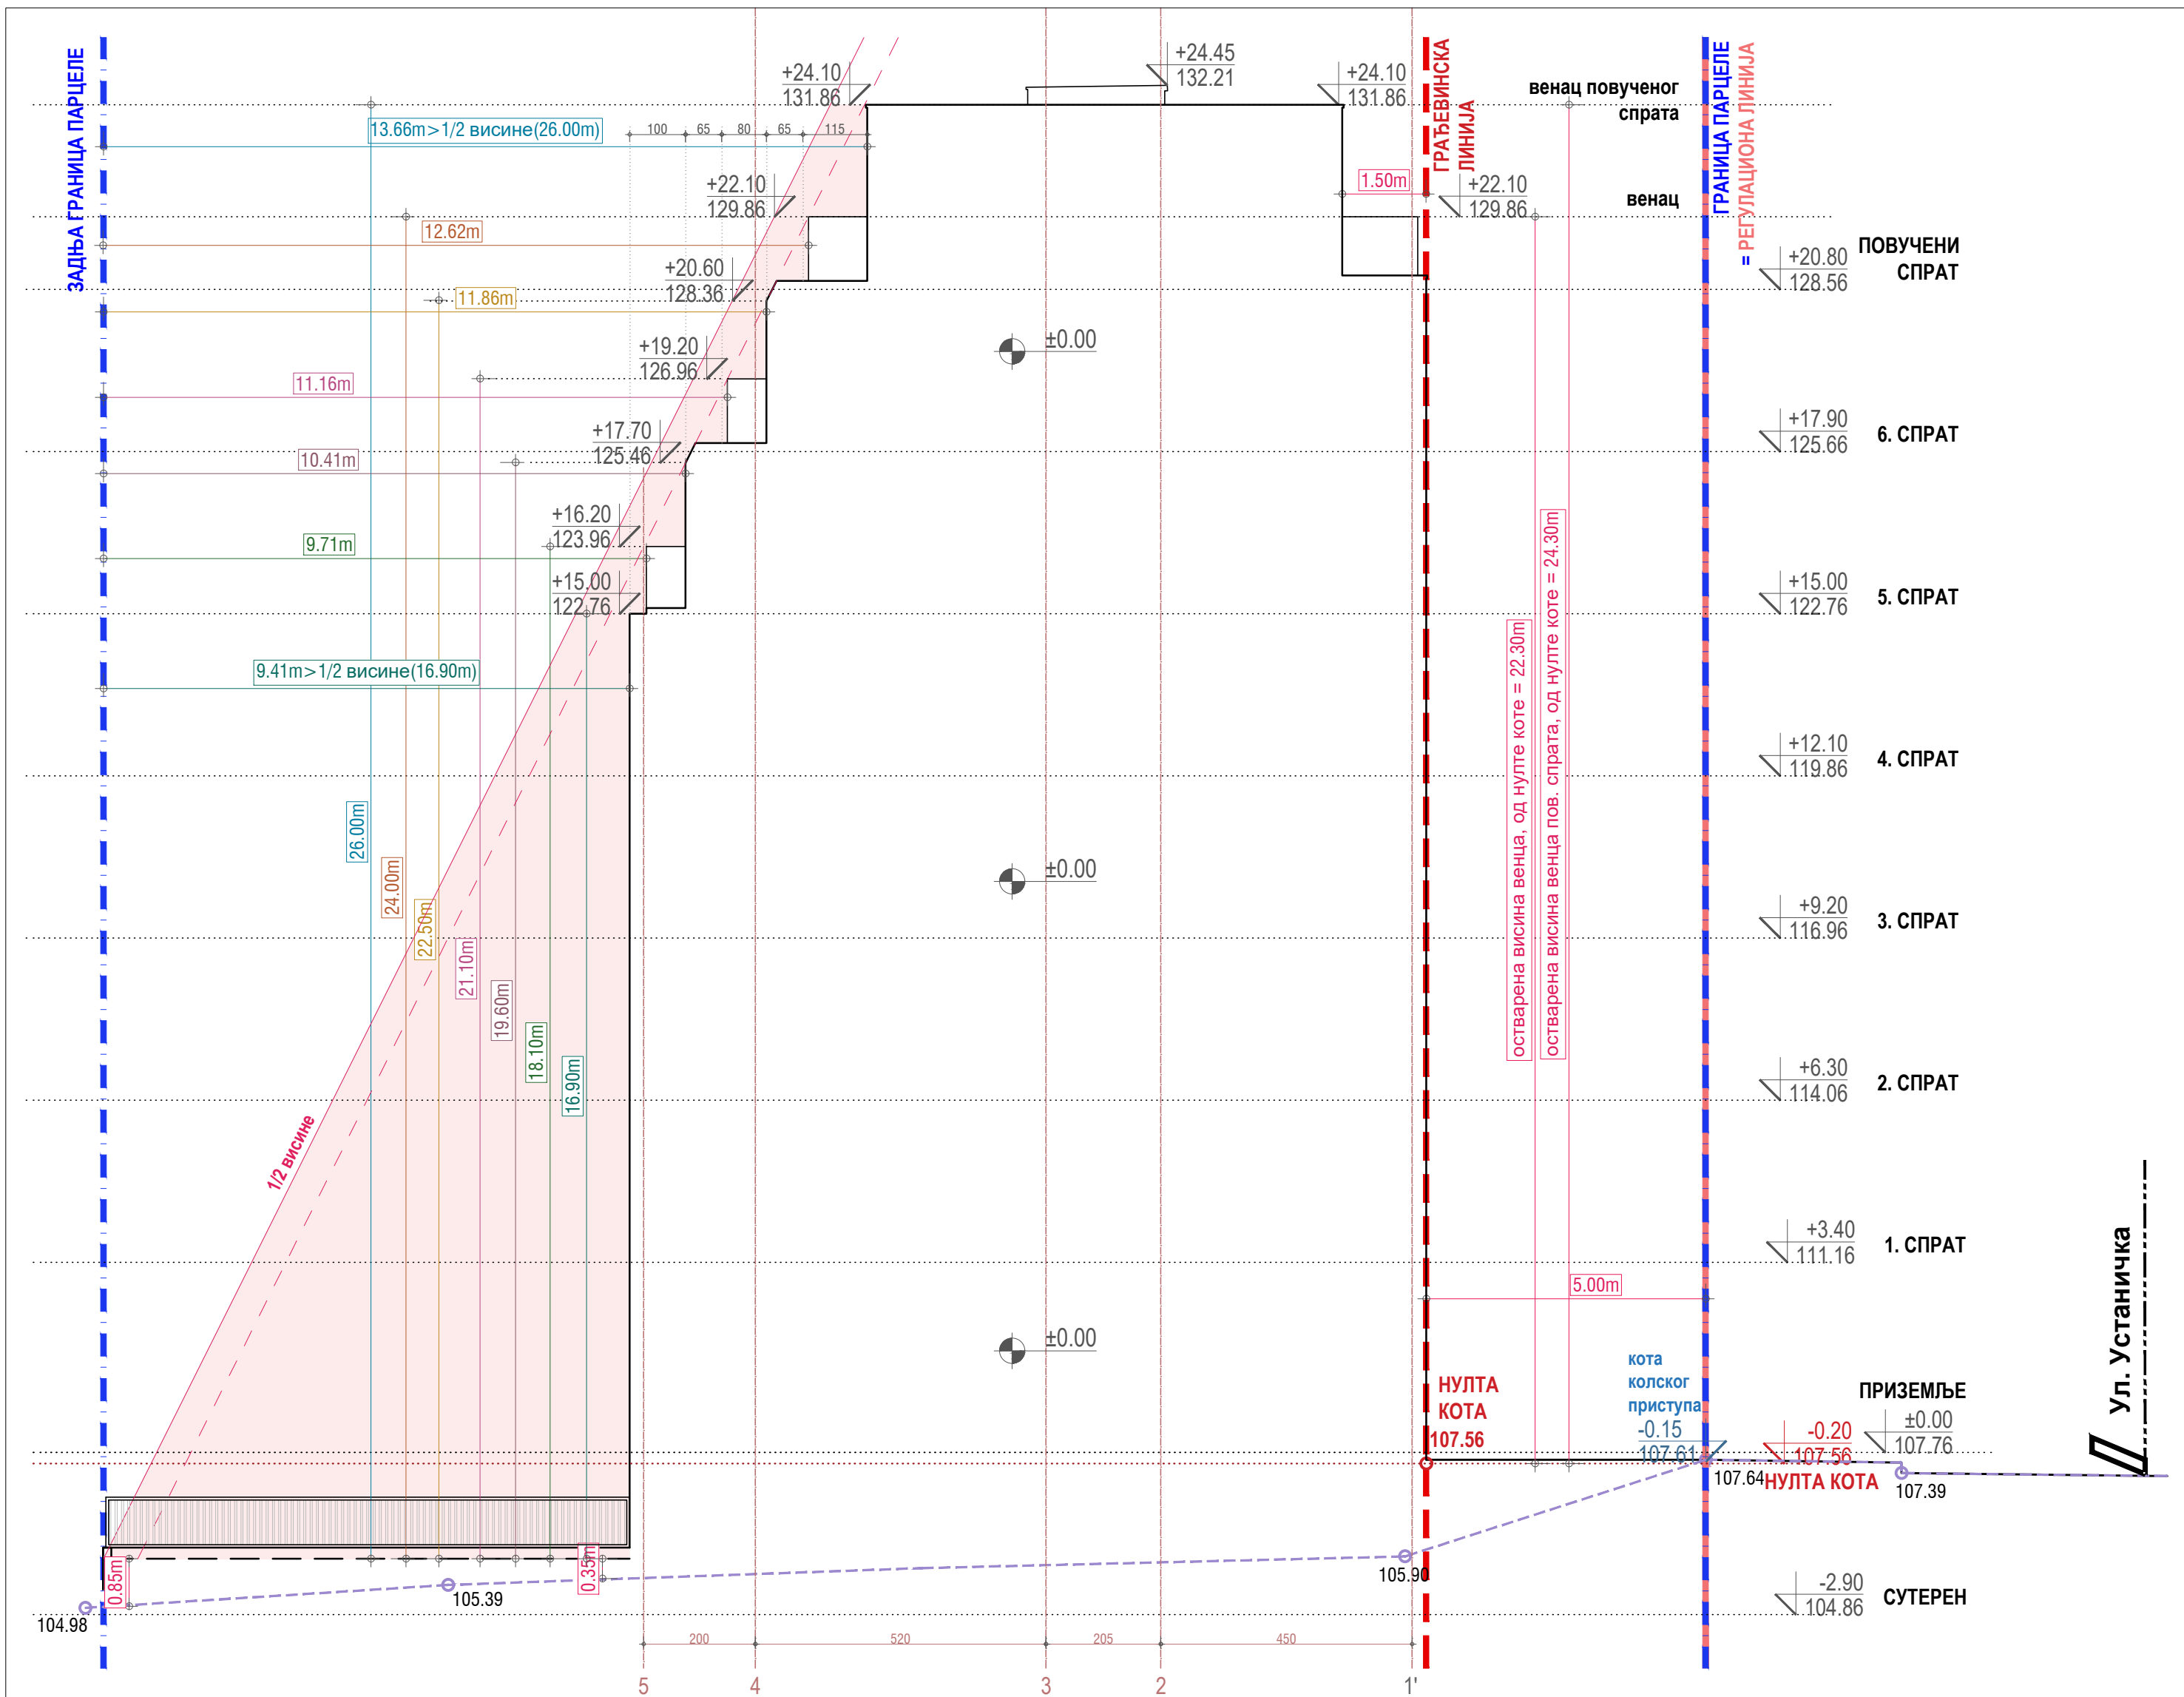 ЗАДЊА ГРАНИЦА ПАРЦЕЛЕ
+24.10
131.86
+24.45
132.21
+24.10
131.86
ГРАЂЕВИНСКА
ЛИНИЈА
венац повученог
спрата
ГРАНИЦА ПАРЦЕЛЕ
= РЕГУЛАЦИОНА ЛИНИЈА
13.66m>1/2 висине(26.00m)
100
65
80
65
115
+22.10
129.86
1.50m
+22.10
129.86
венац
12.62m
+20.80
128.56
ПОВУЧЕНИ
СПРАТ
+20.60
128.36
11.86m
+19.20
126.96
±0.00
11.16m
+17.70
125.46
+17.90
125.66
6. СПРАТ
10.41m
+16.20
123.96
9.71m
+15.00
122.76
+15.00
122.76
5. СПРАТ
остварена висина венца, од нулте коте = 22.30m
остварена висина венца пов. спрата, од нулте коте = 24.30m
9.41m>1/2 висине(16.90m)
+12.10
119.86
4. СПРАТ
26.00m
24.00m
22.50m
21.10m
19.60m
18.10m
16.90m
±0.00
+9.20
116.96
3. СПРАТ
+6.30
114.06
2. СПРАТ
1/2 висине
+3.40
111.16
1. СПРАТ
Ул. Устаничка
5.00m
±0.00
НУЛТА
КОТА
107.56
кота
колског
приступа
-0.15
107.61
ПРИЗЕМЉЕ
±0.00
107.76
-0.20
107.56
107.64
НУЛТА КОТА
107.39
0.85m
0.35m
105.90
105.39
104.98
-2.90
104.86
СУТЕРЕН
200
520
205
450
5
4
3
2
1'